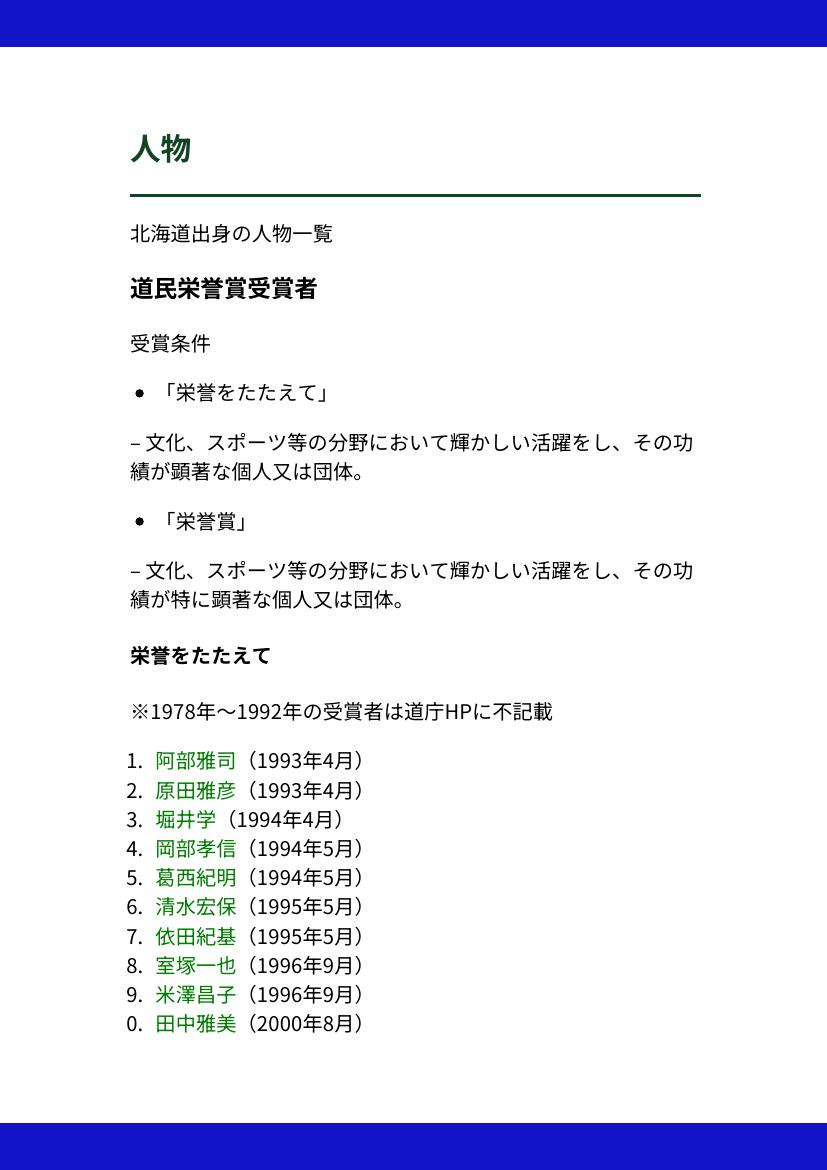 人物
北海道出身の人物一覧
道民栄誉賞受賞者
受賞条件
• 「栄誉をたたえて」
– 文化、スポーツ等の分野において輝かしい活躍をし、その功
績が顕著な個人又は団体。
• 「栄誉賞」
– 文化、スポーツ等の分野において輝かしい活躍をし、その功
績が特に顕著な個人又は団体。
栄誉をたたえて
※1978年〜1992年の受賞者は道庁HPに不記載
1. 阿部雅司（1993年4月）
2. 原田雅彦（1993年4月）
3. 堀井学（1994年4月）
4. 岡部孝信（1994年5月）
5. 葛西紀明（1994年5月）
6. 清水宏保（1995年5月）
7. 依田紀基（1995年5月）
8. 室塚一也（1996年9月）
9. 米澤昌子（1996年9月）
0. 田中雅美（2000年8月）